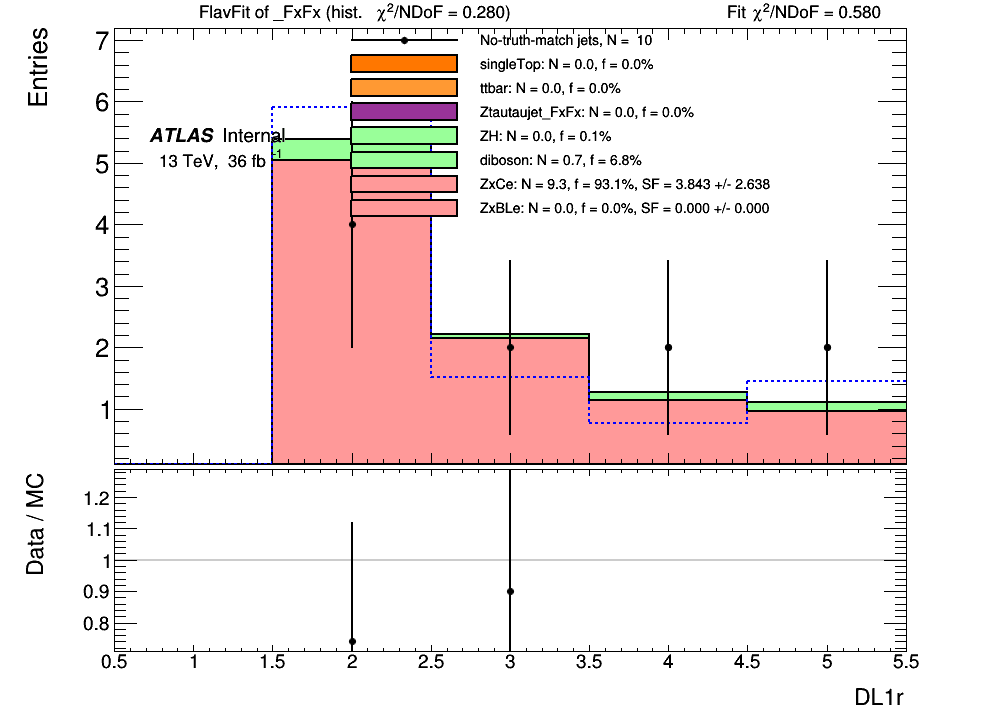 FlavFit of _FxFx (hist. χ²/NDoF = 0.280) Fit χ²/NDoF = 0.580
Entries
7
6
5
4
3
2
1
No-truth-match jets, N = 10
singleTop: N = 0.0, f = 0.0%
ttbar: N = 0.0, f = 0.0%
Ztautaujet_FxFx: N = 0.0, f = 0.0%
ZH: N = 0.0, f = 0.1%
diboson: N = 0.7, f = 6.8%
ZxCe: N = 9.3, f = 93.1%, SF = 3.843 +/- 2.638
ZxBLe: N = 0.0, f = 0.0%, SF = 0.000 +/- 0.000
ATLAS Internal
13 TeV, 36 fb⁻¹
Data / MC
1.2
1.1
1
0.9
0.8
0.5 1 1.5 2 2.5 3 3.5 4 4.5 5 5.5
DL1r